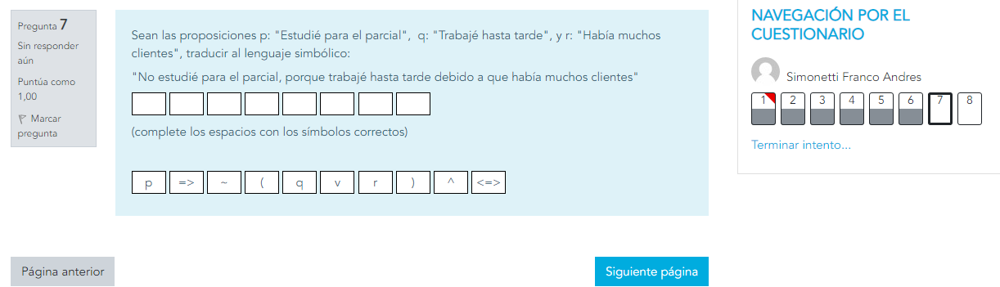 Pregunta 7
Sin responder
aún
Puntúa como
1,00
Marcar
pregunta
Sean las proposiciones p: "Estudié para el parcial", q: "Trabajé hasta tarde", y r: "Había muchos
clientes", traducir al lenguaje simbólico:
"No estudié para el parcial, porque trabajé hasta tarde debido a que había muchos clientes"
(complete los espacios con los símbolos correctos)
p => ~ ( q v r ) ^ <=>
Página anterior
Siguiente página
NAVEGACIÓN POR EL
CUESTIONARIO
Simonetti Franco Andres
1 2 3 4 5 6 7 8
Terminar intento...